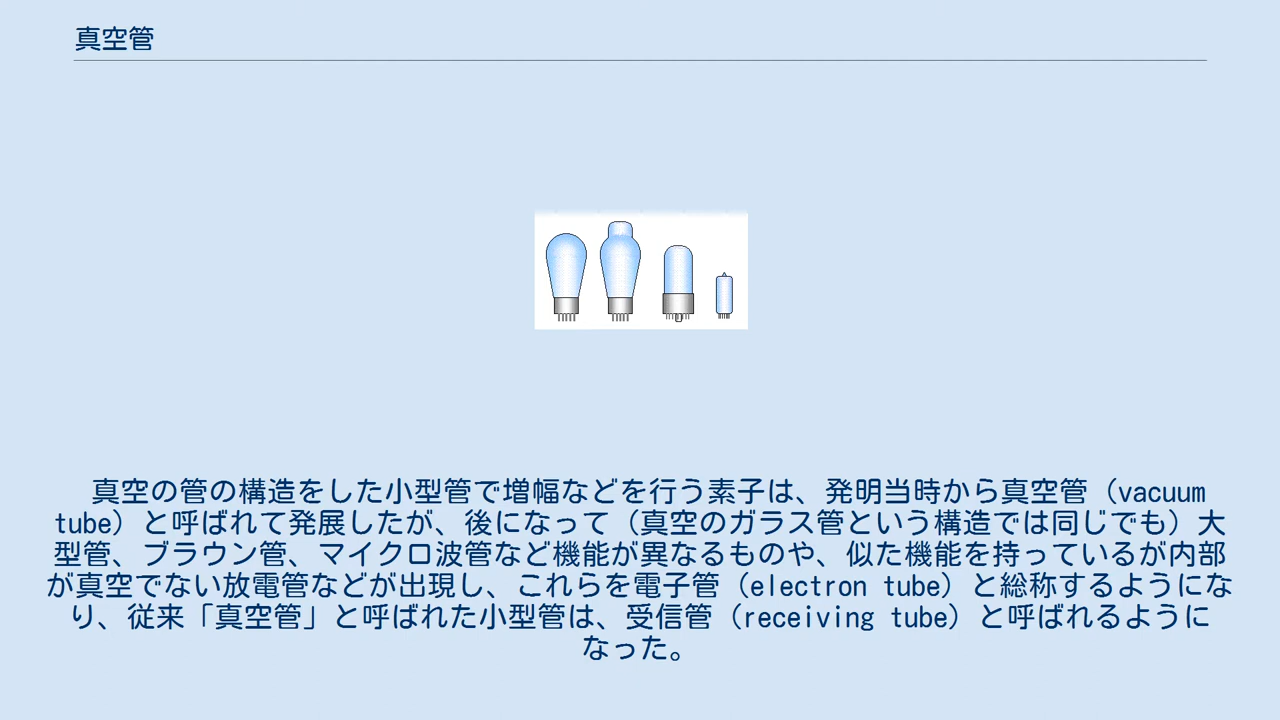 真空管
真空の管の構造をした小型管で増幅などを行う素子は、発明当時から真空管（vacuum
tube）と呼ばれて発展したが、後になって（真空のガラス管という構造では同じでも）大
型管、ブラウン管、マイクロ波管など機能が異なるものや、似た機能を持っているが内部
が真空でない放電管などが出現し、これらを電子管（electron tube）と総称するようにな
り、従来「真空管」と呼ばれた小型管は、受信管（receiving tube）と呼ばれるように
なった。